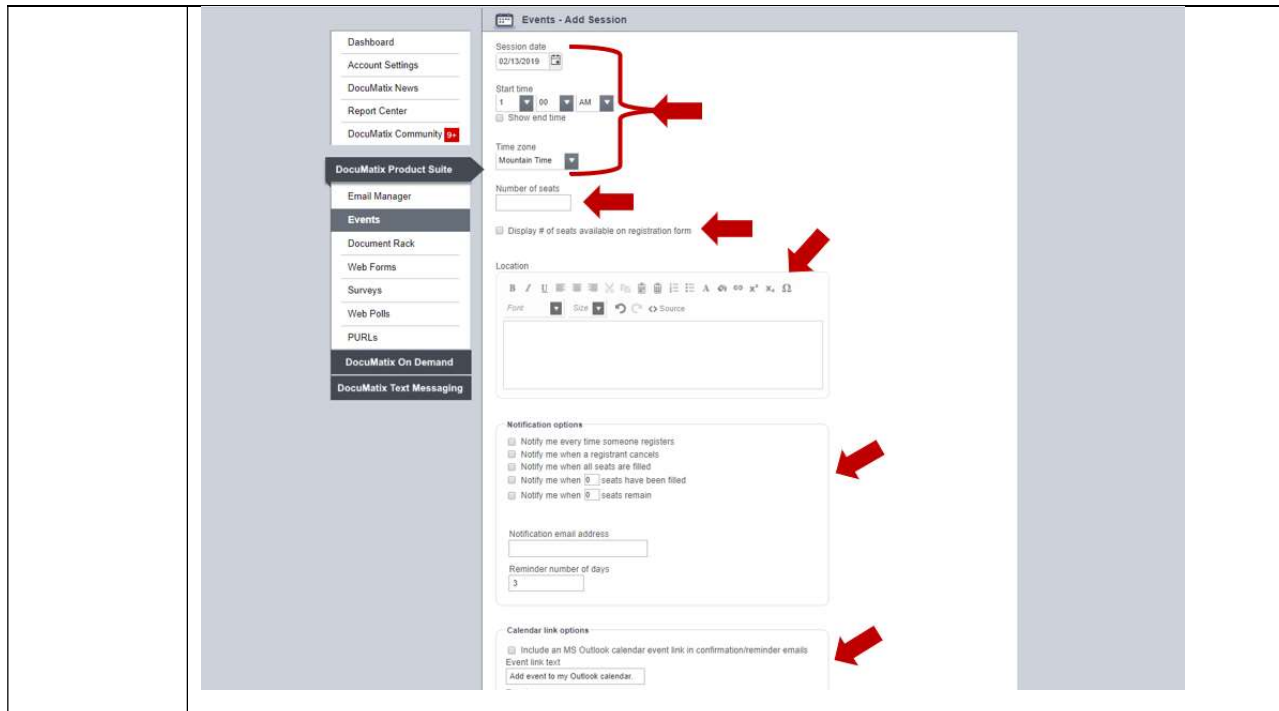 Events - Add Session
Dashboard
Account Settings
DocuMatix News
Report Center
DocuMatix Community 9+
DocuMatix Product Suite
Email Manager
Events
Document Rack
Web Forms
Surveys
Web Polls
PURLs
DocuMatix On Demand
DocuMatix Text Messaging
Session date
02/13/2019
Start time
1 00 AM
Show end time
Time zone
Mountain Time
Number of seats
Display # of seats available on registration form
Location
B I U A x² xₐ Ω
Font Size <> Source
Notification options
Notify me every time someone registers
Notify me when a registrant cancels
Notify me when all seats are filled
Notify me when 0 seats have been filled
Notify me when 0 seats remain
Notification email address
Reminder number of days
3
Calendar link options
Include an MS Outlook calendar event link in confirmation/reminder emails
Event link text
Add event to my Outlook calendar.